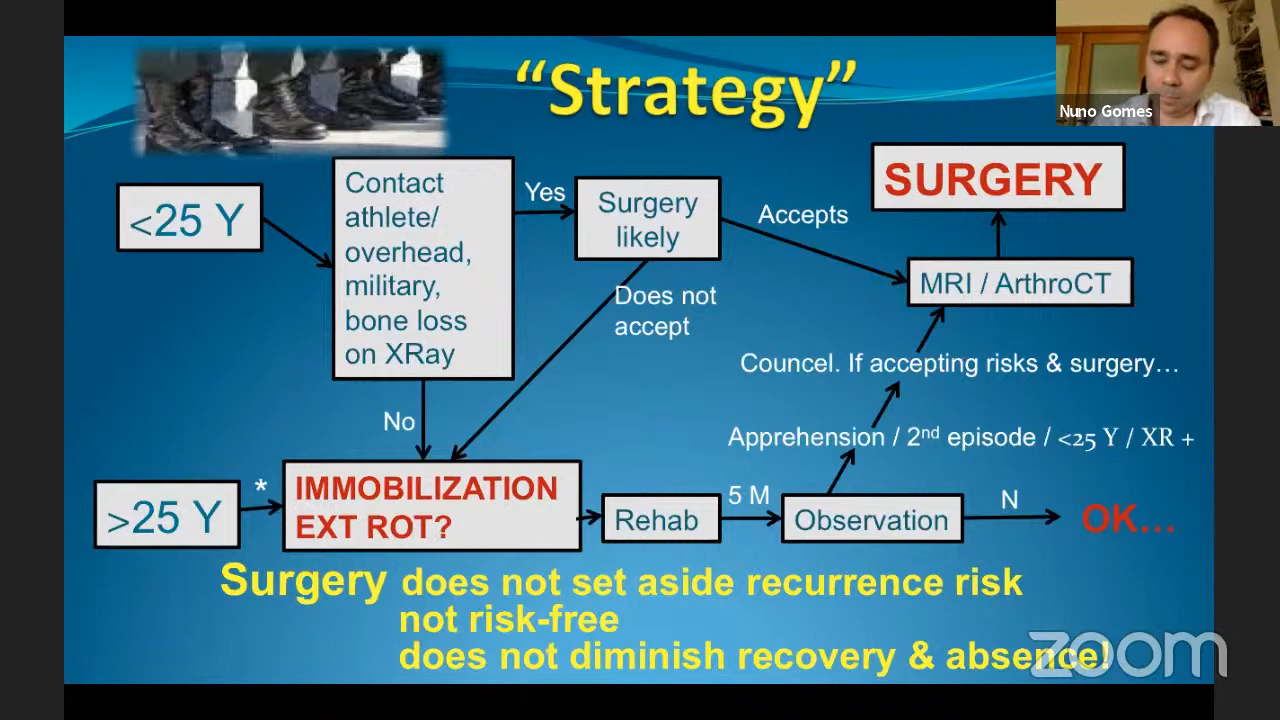 “Strategy”
Nuno Gomes
<25 Y
Contact
athlete/
overhead,
military,
bone loss
on XRay
Yes
Surgery
likely
Accepts
SURGERY
MRI / ArthroCT
Does not
accept
Councel. If accepting risks & surgery…
No
Apprehension / 2nd episode / <25 Y / XR +
>25 Y
*
IMMOBILIZATION
EXT ROT?
Rehab
5 M
Observation
N
OK…
Surgery does not set aside recurrence risk
not risk-free
does not diminish recovery & absence!
zoom